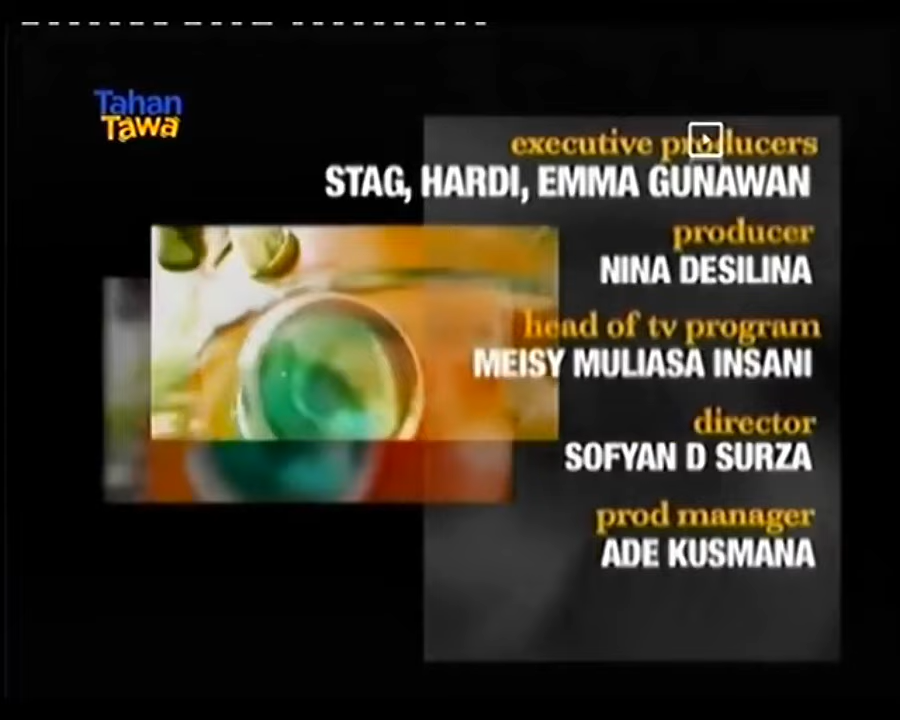 Tahan
Tawa
executive producers
STAG, HARDI, EMMA GUNAWAN
producer
NINA DESILINA
head of tv program
MEISY MULIASA INSANI
director
SOFYAN D SURZA
prod manager
ADE KUSMANA